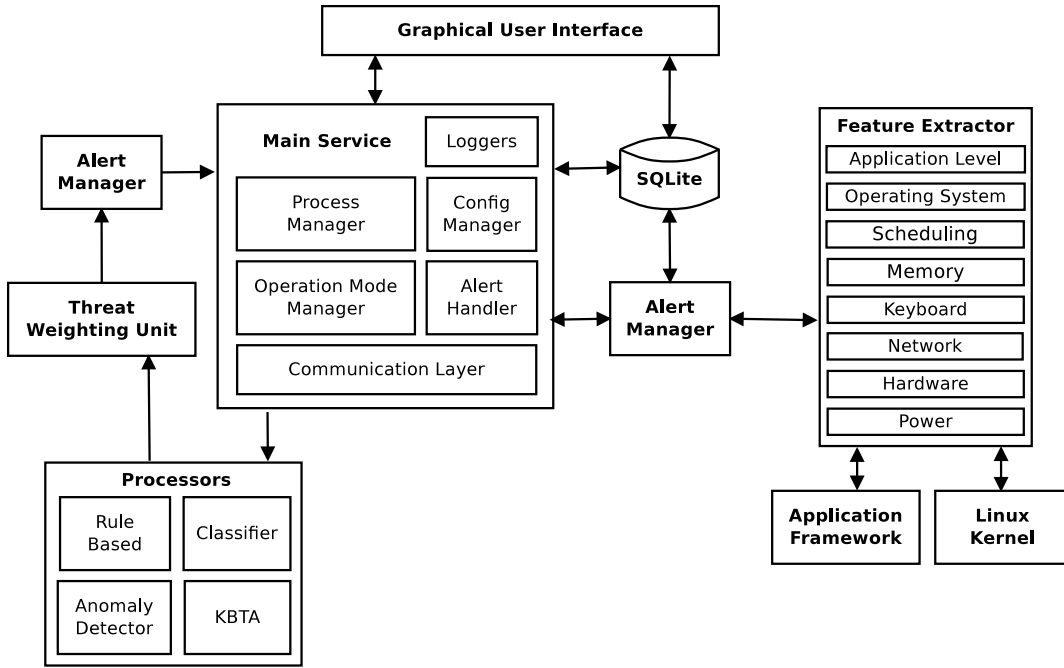 Graphical User Interface
Main Service
Loggers
Process
Manager
Config
Manager
Operation Mode
Manager
Alert
Handler
Communication Layer
Alert
Manager
Threat
Weighting Unit
Processors
Rule
Based
Classifier
Anomaly
Detector
KBTA
SQLite
Alert
Manager
Feature Extractor
Application Level
Operating System
Scheduling
Memory
Keyboard
Network
Hardware
Power
Application
Framework
Linux
Kernel